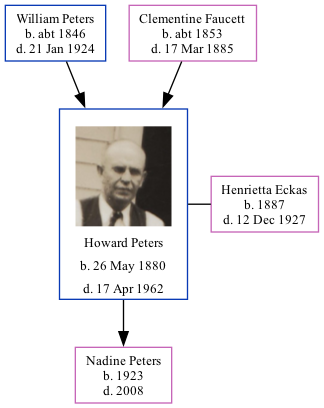 William Peters
b. abt 1846
d. 21 Jan 1924
Clementine Faucett
b. abt 1853
d. 17 Mar 1885
Howard Peters
b. 26 May 1880
d. 17 Apr 1962
Henrietta Eckas
b. 1887
d. 12 Dec 1927
Nadine Peters
b. 1923
d. 2008